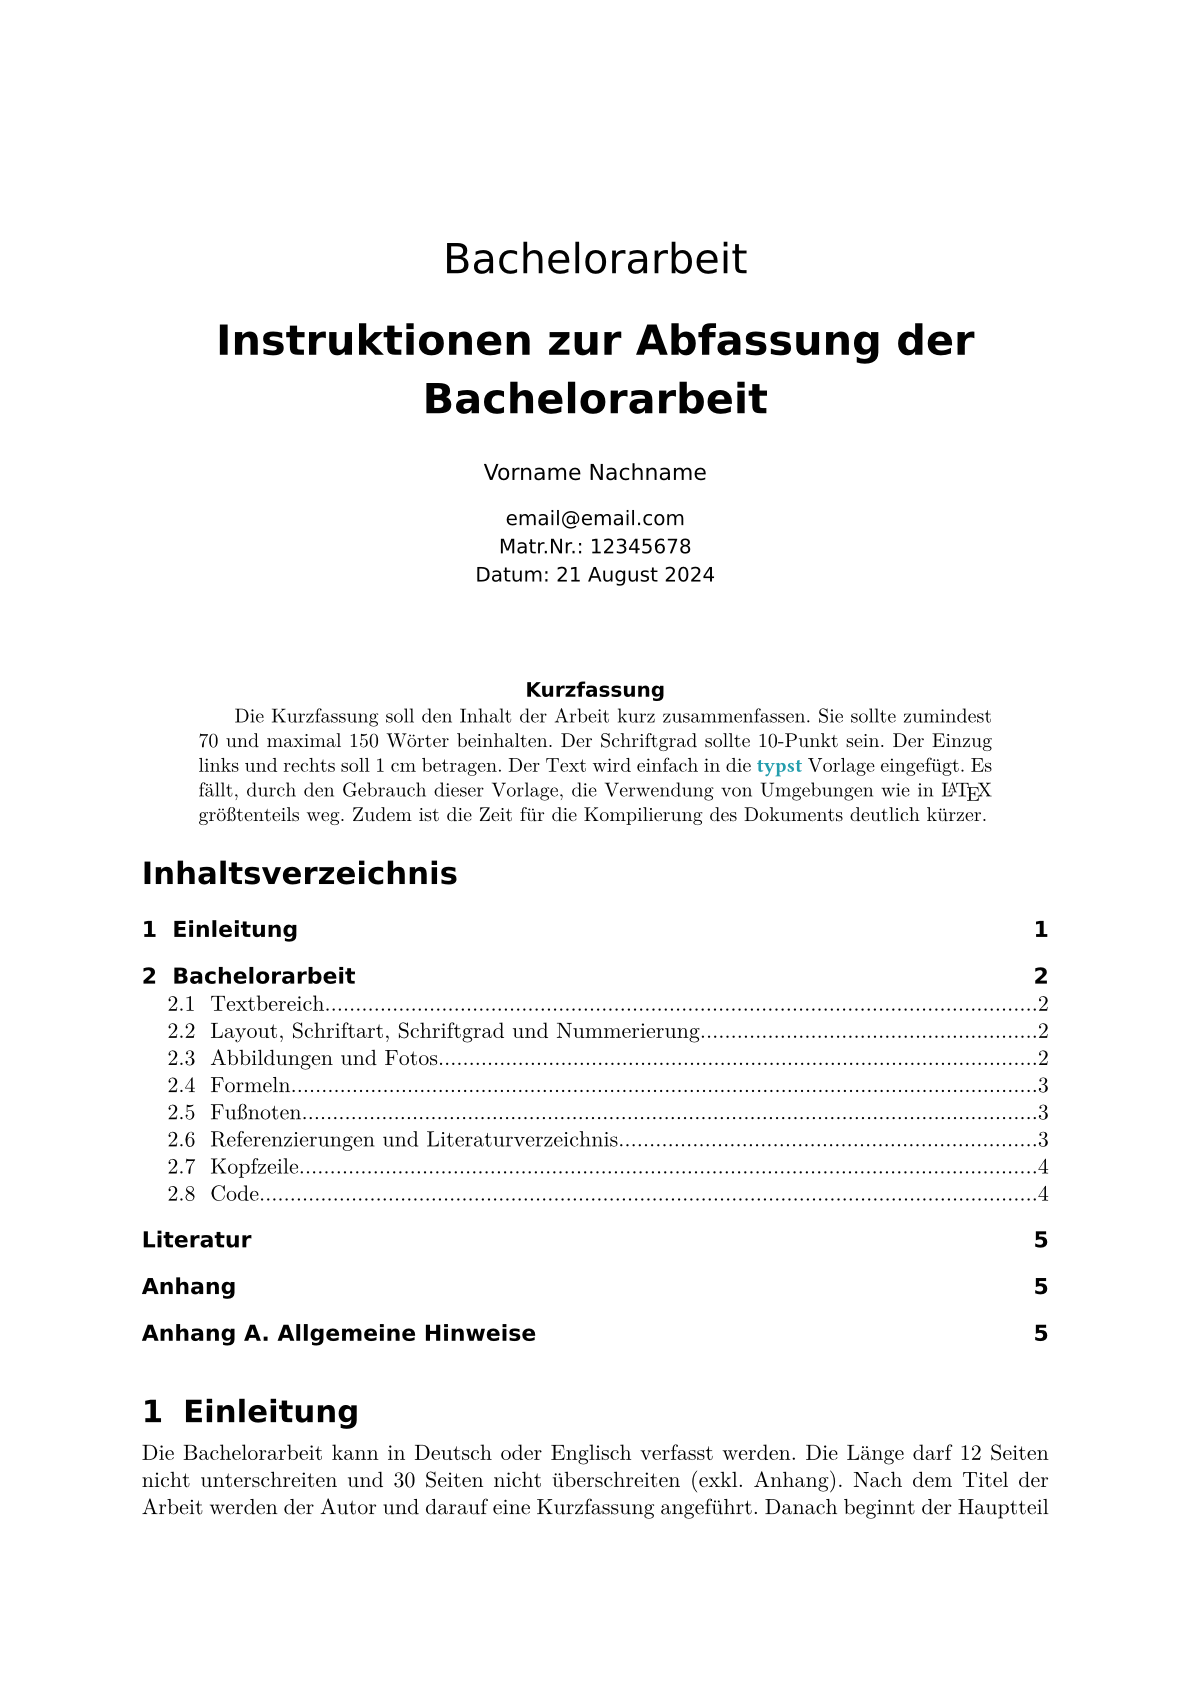 Bachelorarbeit
Instruktionen zur Abfassung der
Bachelorarbeit
Vorname Nachname
email@email.com
Matr.Nr.: 12345678
Datum: 21 August 2024
Kurzfassung
Die Kurzfassung soll den Inhalt der Arbeit kurz zusammenfassen. Sie sollte zumindest
70 und maximal 150 Wörter beinhalten. Der Schriftgrad sollte 10-Punkt sein. Der Einzug
links und rechts soll 1 cm betragen. Der Text wird einfach in die typst Vorlage eingefügt. Es
fällt, durch den Gebrauch dieser Vorlage, die Verwendung von Umgebungen wie in LATEX
größtenteils weg. Zudem ist die Zeit für die Kompilierung des Dokuments deutlich kürzer.
Inhaltsverzeichnis
1 Einleitung 1
2 Bachelorarbeit 2
2.1 Textbereich........................................2
2.2 Layout, Schriftart, Schriftgrad und Nummerierung........................................2
2.3 Abbildungen und Fotos........................................2
2.4 Formeln........................................3
2.5 Fußnoten........................................3
2.6 Referenzierungen und Literaturverzeichnis........................................3
2.7 Kopfzeile........................................4
2.8 Code........................................4
Literatur 5
Anhang 5
Anhang A. Allgemeine Hinweise 5
1 Einleitung
Die Bachelorarbeit kann in Deutsch oder Englisch verfasst werden. Die Länge darf 12 Seiten
nicht unterschreiten und 30 Seiten nicht überschreiten (exkl. Anhang). Nach dem Titel der
Arbeit werden der Autor und darauf eine Kurzfassung angeführt. Danach beginnt der Hauptteil